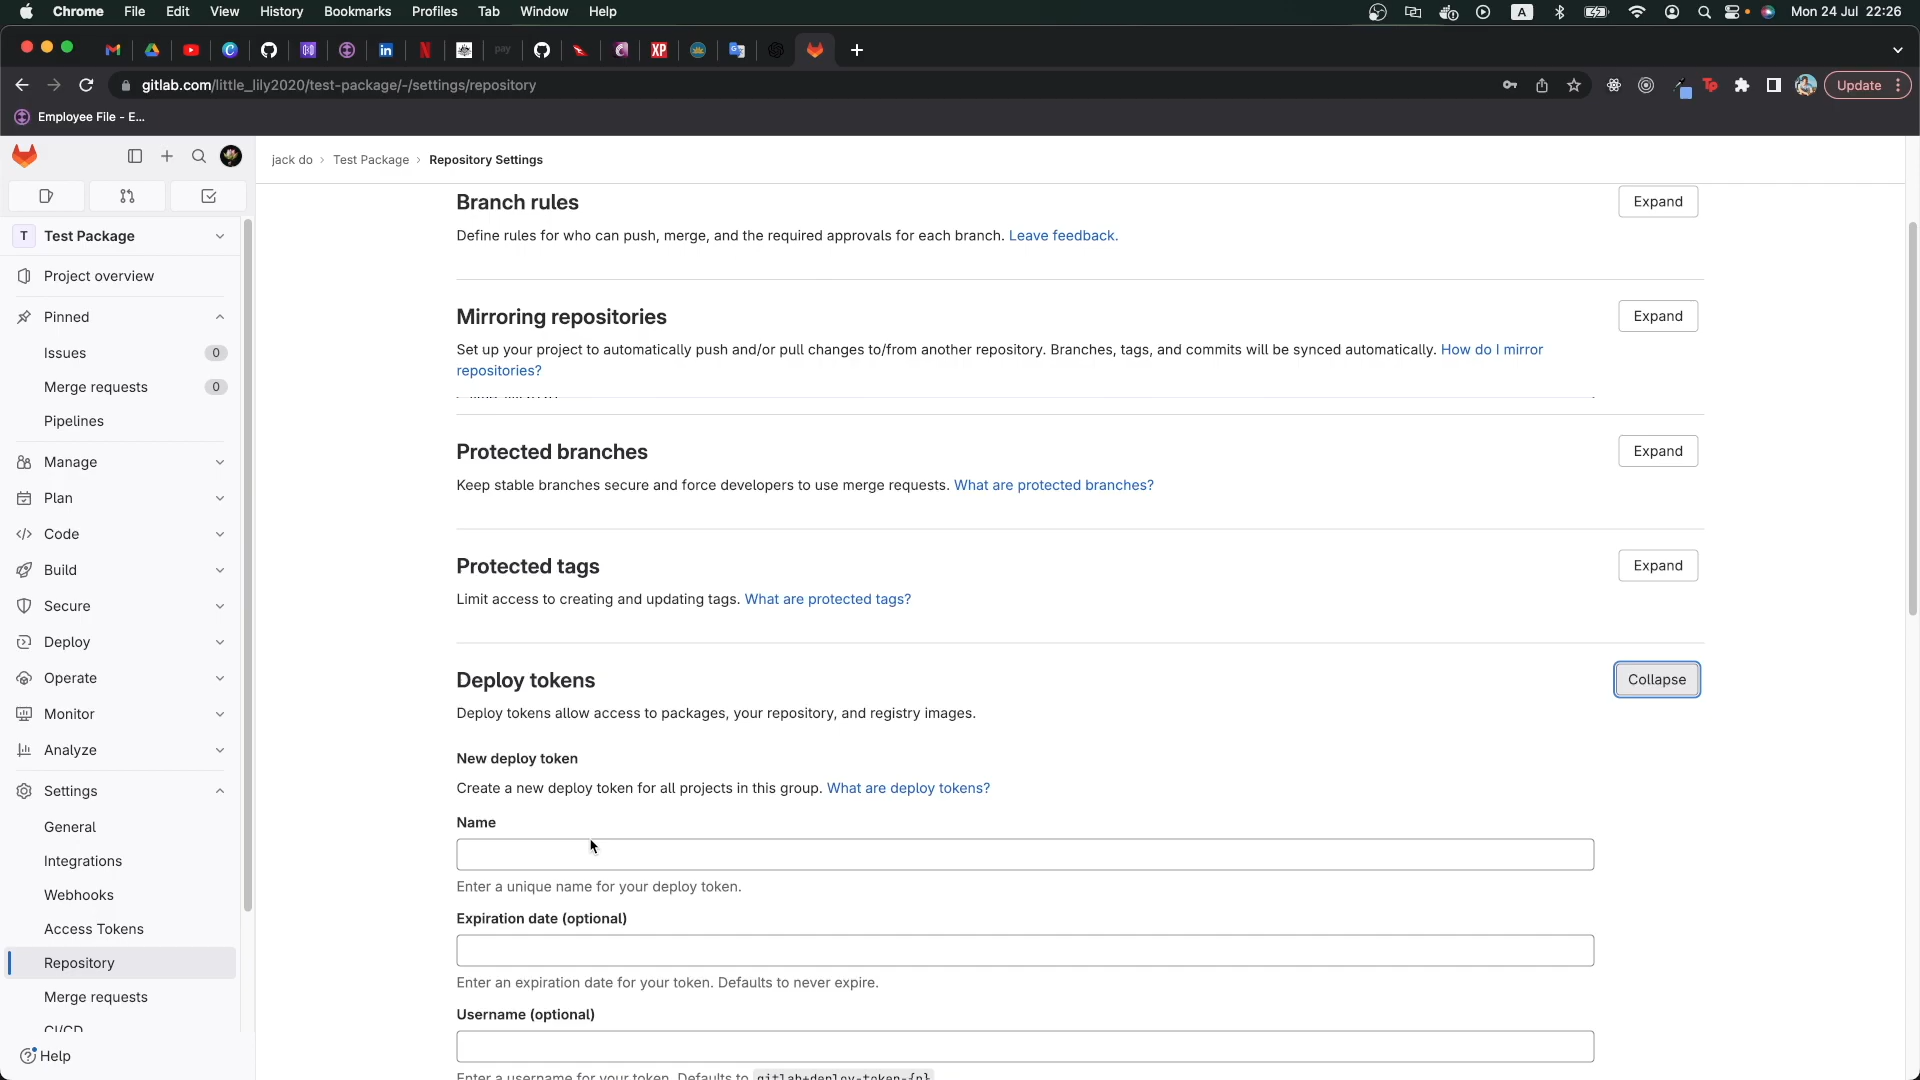 Chrome File Edit View History Bookmarks Profiles Tab Window Help
A
Mon 24 Jul 22:26
pay
XP
gitlab.com/little_lily2020/test-package/-/settings/repository
Tp
Update
Employee File - E...
jack do › Test Package › Repository Settings
T Test Package
Project overview
Pinned
Issues 0
Merge requests 0
Pipelines
Manage
Plan
Code
Build
Secure
Deploy
Operate
Monitor
Analyze
Settings
General
Integrations
Webhooks
Access Tokens
Repository
Merge requests
CI/CD
Help
Branch rules
Expand
Define rules for who can push, merge, and the required approvals for each branch. Leave feedback.
Mirroring repositories
Expand
Set up your project to automatically push and/or pull changes to/from another repository. Branches, tags, and commits will be synced automatically. How do I mirror
repositories?
Protected branches
Expand
Keep stable branches secure and force developers to use merge requests. What are protected branches?
Protected tags
Expand
Limit access to creating and updating tags. What are protected tags?
Deploy tokens
Collapse
Deploy tokens allow access to packages, your repository, and registry images.
New deploy token
Create a new deploy token for all projects in this group. What are deploy tokens?
Name
Enter a unique name for your deploy token.
Expiration date (optional)
Enter an expiration date for your token. Defaults to never expire.
Username (optional)
Enter a username for your token. Defaults to gitlab+deploy-token-{n}